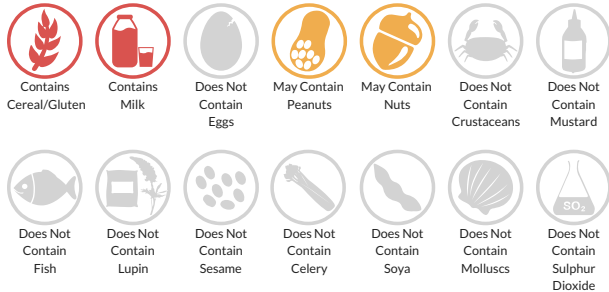 Contains
Cereal/Gluten
Contains
Milk
Does Not
Contain
Eggs
May Contain
Peanuts
May Contain
Nuts
Does Not
Contain
Crustaceans
Does Not
Contain
Mustard
Does Not
Contain
Fish
Does Not
Contain
Lupin
Does Not
Contain
Sesame
Does Not
Contain
Celery
Does Not
Contain
Soya
Does Not
Contain
Molluscs
SO₂
Does Not
Contain
Sulphur
Dioxide